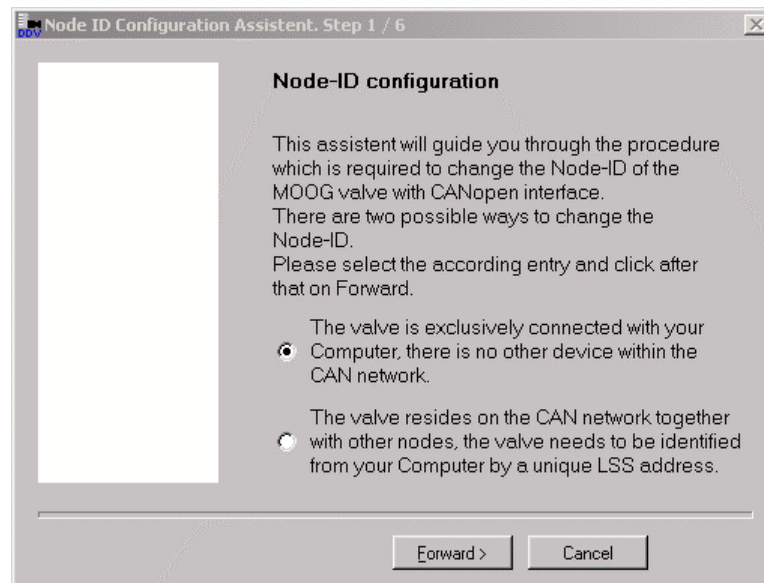 DDV
Node ID Configuration Assistent. Step 1 / 6
Node-ID configuration
This assistent will guide you through the procedure
which is required to change the Node-ID of the
MOOG valve with CANopen interface.
There are two possible ways to change the
Node-ID.
Please select the according entry and click after
that on Forward.
The valve is exclusively connected with your
Computer, there is no other device within the
CAN network.
The valve resides on the CAN network together
with other nodes, the valve needs to be identified
from your Computer by a unique LSS address.
Forward >
Cancel